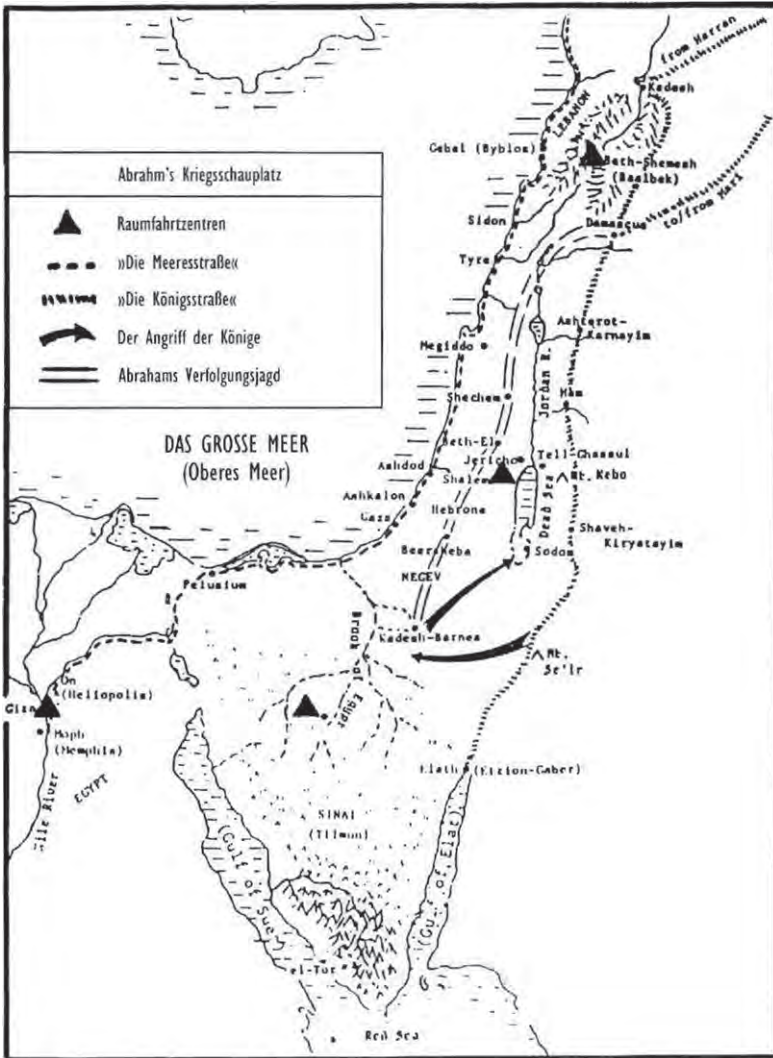 from Harran
Kadesh
LEBANON
Gebal (Byblos)
Beth-Shemesh
(Baalbek)
Abrahm's Kriegsschauplatz
Raumfahrtzentren
»Die Meeresstraße«
»Die Königsstraße«
Der Angriff der Könige
Abrahams Verfolgungsjagd
Sidon
Damascus
to/from Mari
Tyre
Ashterot-
Karnayim
Megiddo
Jordan R.
Ham
Shechem
DAS GROSSE MEER
(Oberes Meer)
Beth-El
Jericho
Tell Ghassul
Ashdod
Shalem
Mt. Nebo
Ashkalon
Gaza
Hebron
Dead Sea
Shaveh-
Kiryatayim
Beer-Sheba
Sodom
Pelusium
NEGEV
Kadesh-Barnea
Brook of Egypt
Mt.
Se'ir
On
(Heliopolis)
Giza
Moph
(Memphis)
EGYPT
Nile River
Elath (Etzion-Gaber)
SINAI
(Tilmun)
(Gulf of Suez)
(Gulf of Elat)
el-Tor
Red Sea